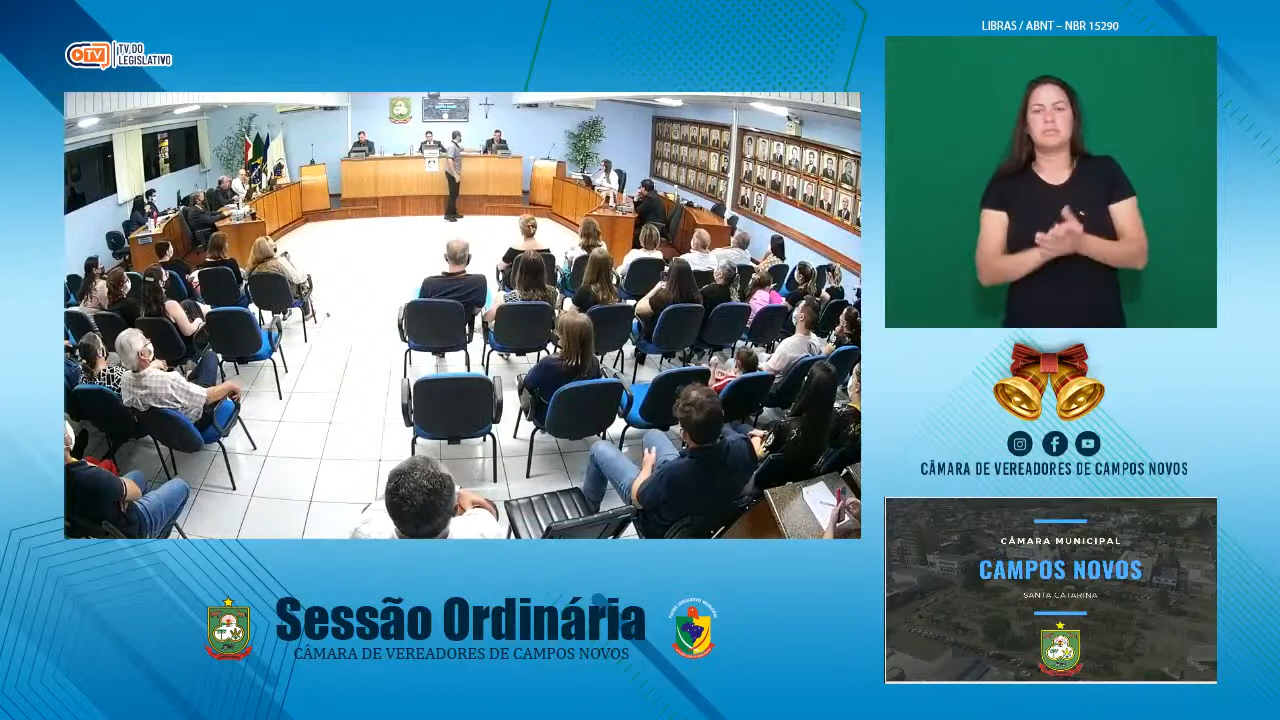 LIBRAS / ABNT – NBR 15290
TV
TV DO
LEGISLATIVO
CÂMARA DE VEREADORES DE CAMPOS NOVOS
CÂMARA MUNICIPAL
CAMPOS NOVOS
SANTA CATARINA
Sessão Ordinária
CÂMARA DE VEREADORES DE CAMPOS NOVOS